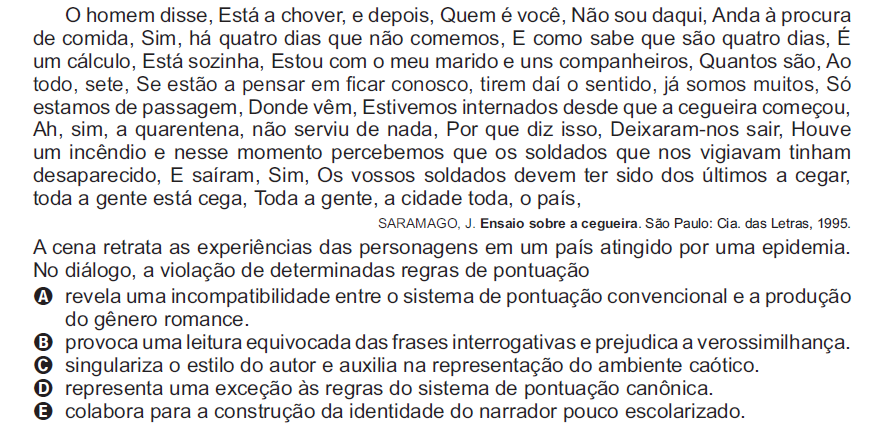 O homem disse, Está a chover, e depois, Quem é você, Não sou daqui, Anda à procura
de comida, Sim, há quatro dias que não comemos, E como sabe que são quatro dias, É
um cálculo, Está sozinha, Estou com o meu marido e uns companheiros, Quantos são, Ao
todo, sete, Se estão a pensar em ficar conosco, tirem daí o sentido, já somos muitos, Só
estamos de passagem, Donde vêm, Estivemos internados desde que a cegueira começou,
Ah, sim, a quarentena, não serviu de nada, Por que diz isso, Deixaram-nos sair, Houve
um incêndio e nesse momento percebemos que os soldados que nos vigiavam tinham
desaparecido, E saíram, Sim, Os vossos soldados devem ter sido dos últimos a cegar,
toda a gente está cega, Toda a gente, a cidade toda, o país,
SARAMAGO, J. Ensaio sobre a cegueira. São Paulo: Cia. das Letras, 1995.
A cena retrata as experiências das personagens em um país atingido por uma epidemia.
No diálogo, a violação de determinadas regras de pontuação
A revela uma incompatibilidade entre o sistema de pontuação convencional e a produção
do gênero romance.
B provoca uma leitura equivocada das frases interrogativas e prejudica a verossimilhança.
C singulariza o estilo do autor e auxilia na representação do ambiente caótico.
D representa uma exceção às regras do sistema de pontuação canônica.
E colabora para a construção da identidade do narrador pouco escolarizado.